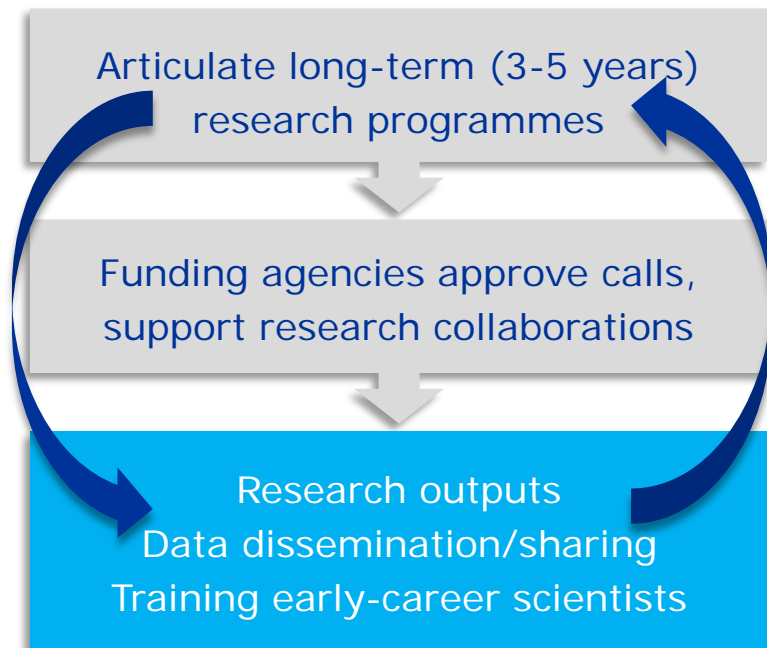 Articulate long-term (3-5 years)
research programmes
Funding agencies approve calls,
support research collaborations
Research outputs
Data dissemination/sharing
Training early-career scientists